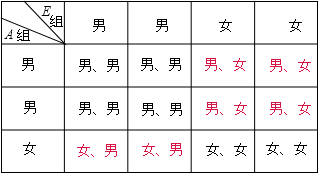 E组 男 男 女 女
A组
男 男、男 男、男 男、女 男、女
男 男、男 男、男 男、女 男、女
女 女、男 女、男 女、女 女、女